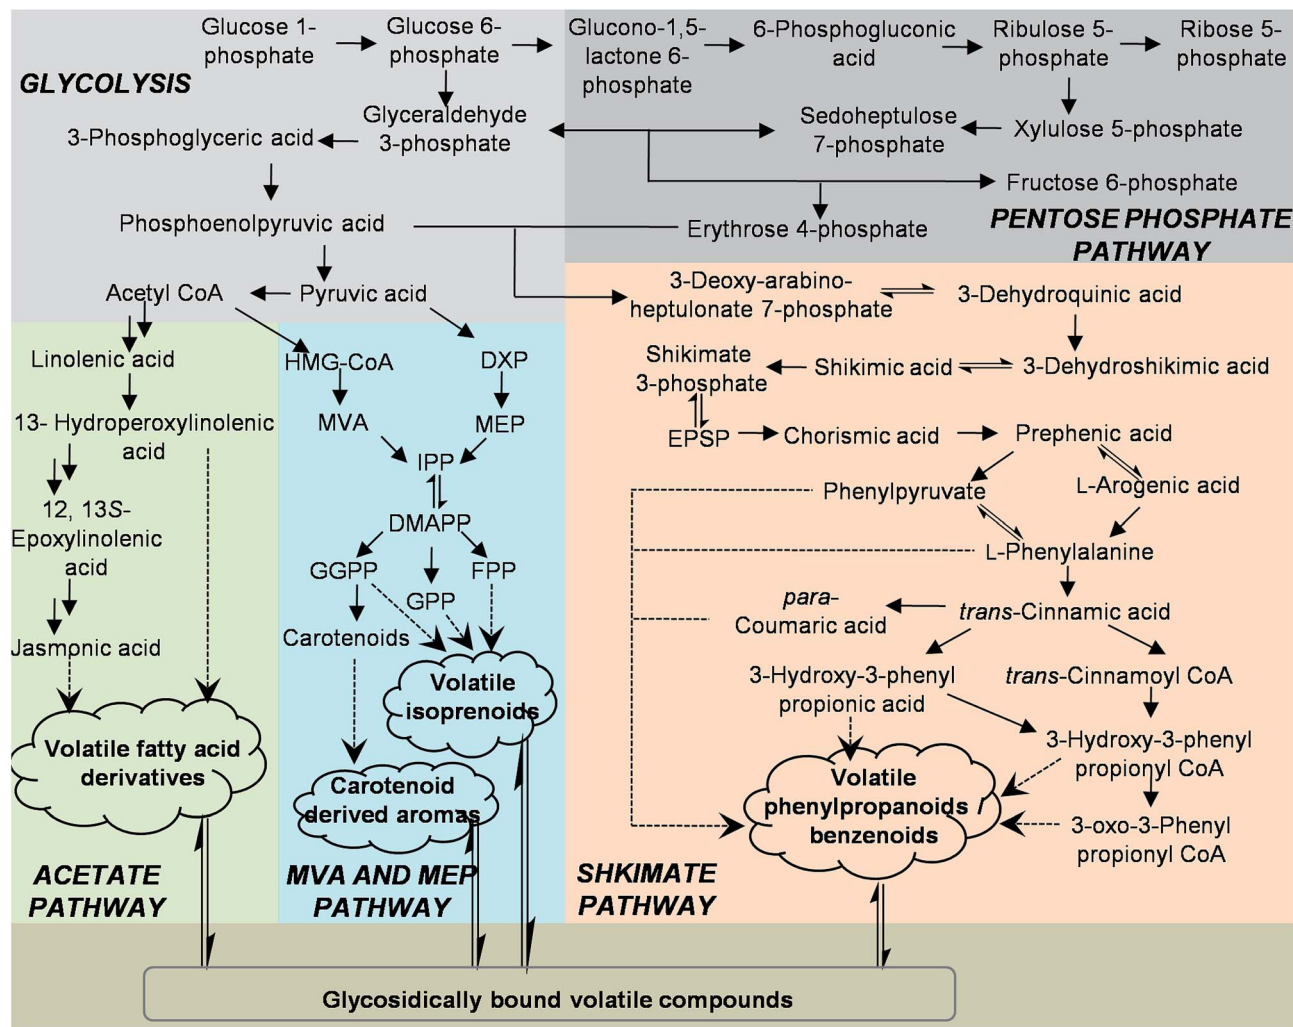 Glucose 1-
phosphate
Glucose 6-
phosphate
Glucono-1,5-
lactone 6-
phosphate
6-Phosphogluconic
acid
Ribulose 5-
phosphate
Ribose 5-
phosphate
GLYCOLYSIS
3-Phosphoglyceric acid
Glyceraldehyde
3-phosphate
Sedoheptulose
7-phosphate
Xylulose 5-phosphate
Fructose 6-phosphate
Phosphoenolpyruvic acid
Erythrose 4-phosphate
PENTOSE PHOSPHATE
PATHWAY
Acetyl CoA
Pyruvic acid
3-Deoxy-arabino-
heptulonate 7-phosphate
3-Dehydroquinic acid
Linolenic acid
HMG-CoA
DXP
Shikimate
3-phosphate
Shikimic acid
3-Dehydroshikimic acid
13- Hydroperoxylinolenic
acid
MVA
MEP
EPSP
Chorismic acid
Prephenic acid
IPP
Phenylpyruvate
L-Arogenic acid
12, 13S-
Epoxylinolenic
acid
DMAPP
L-Phenylalanine
GGPP
GPP
FPP
para-
Coumaric acid
trans-Cinnamic acid
Jasmonic acid
Carotenoids
3-Hydroxy-3-phenyl
propionic acid
trans-Cinnamoyl CoA
Volatile
isoprenoids
Volatile fatty acid
derivatives
3-Hydroxy-3-phenyl
propionyl CoA
Carotenoid
derived aromas
Volatile
phenylpropanoids /
benzenoids
3-oxo-3-Phenyl
propionyl CoA
ACETATE
PATHWAY
MVA AND MEP
PATHWAY
SHKIMATE
PATHWAY
Glycosidically bound volatile compounds